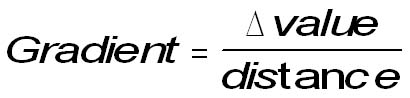 Gradient = Δ value
distance